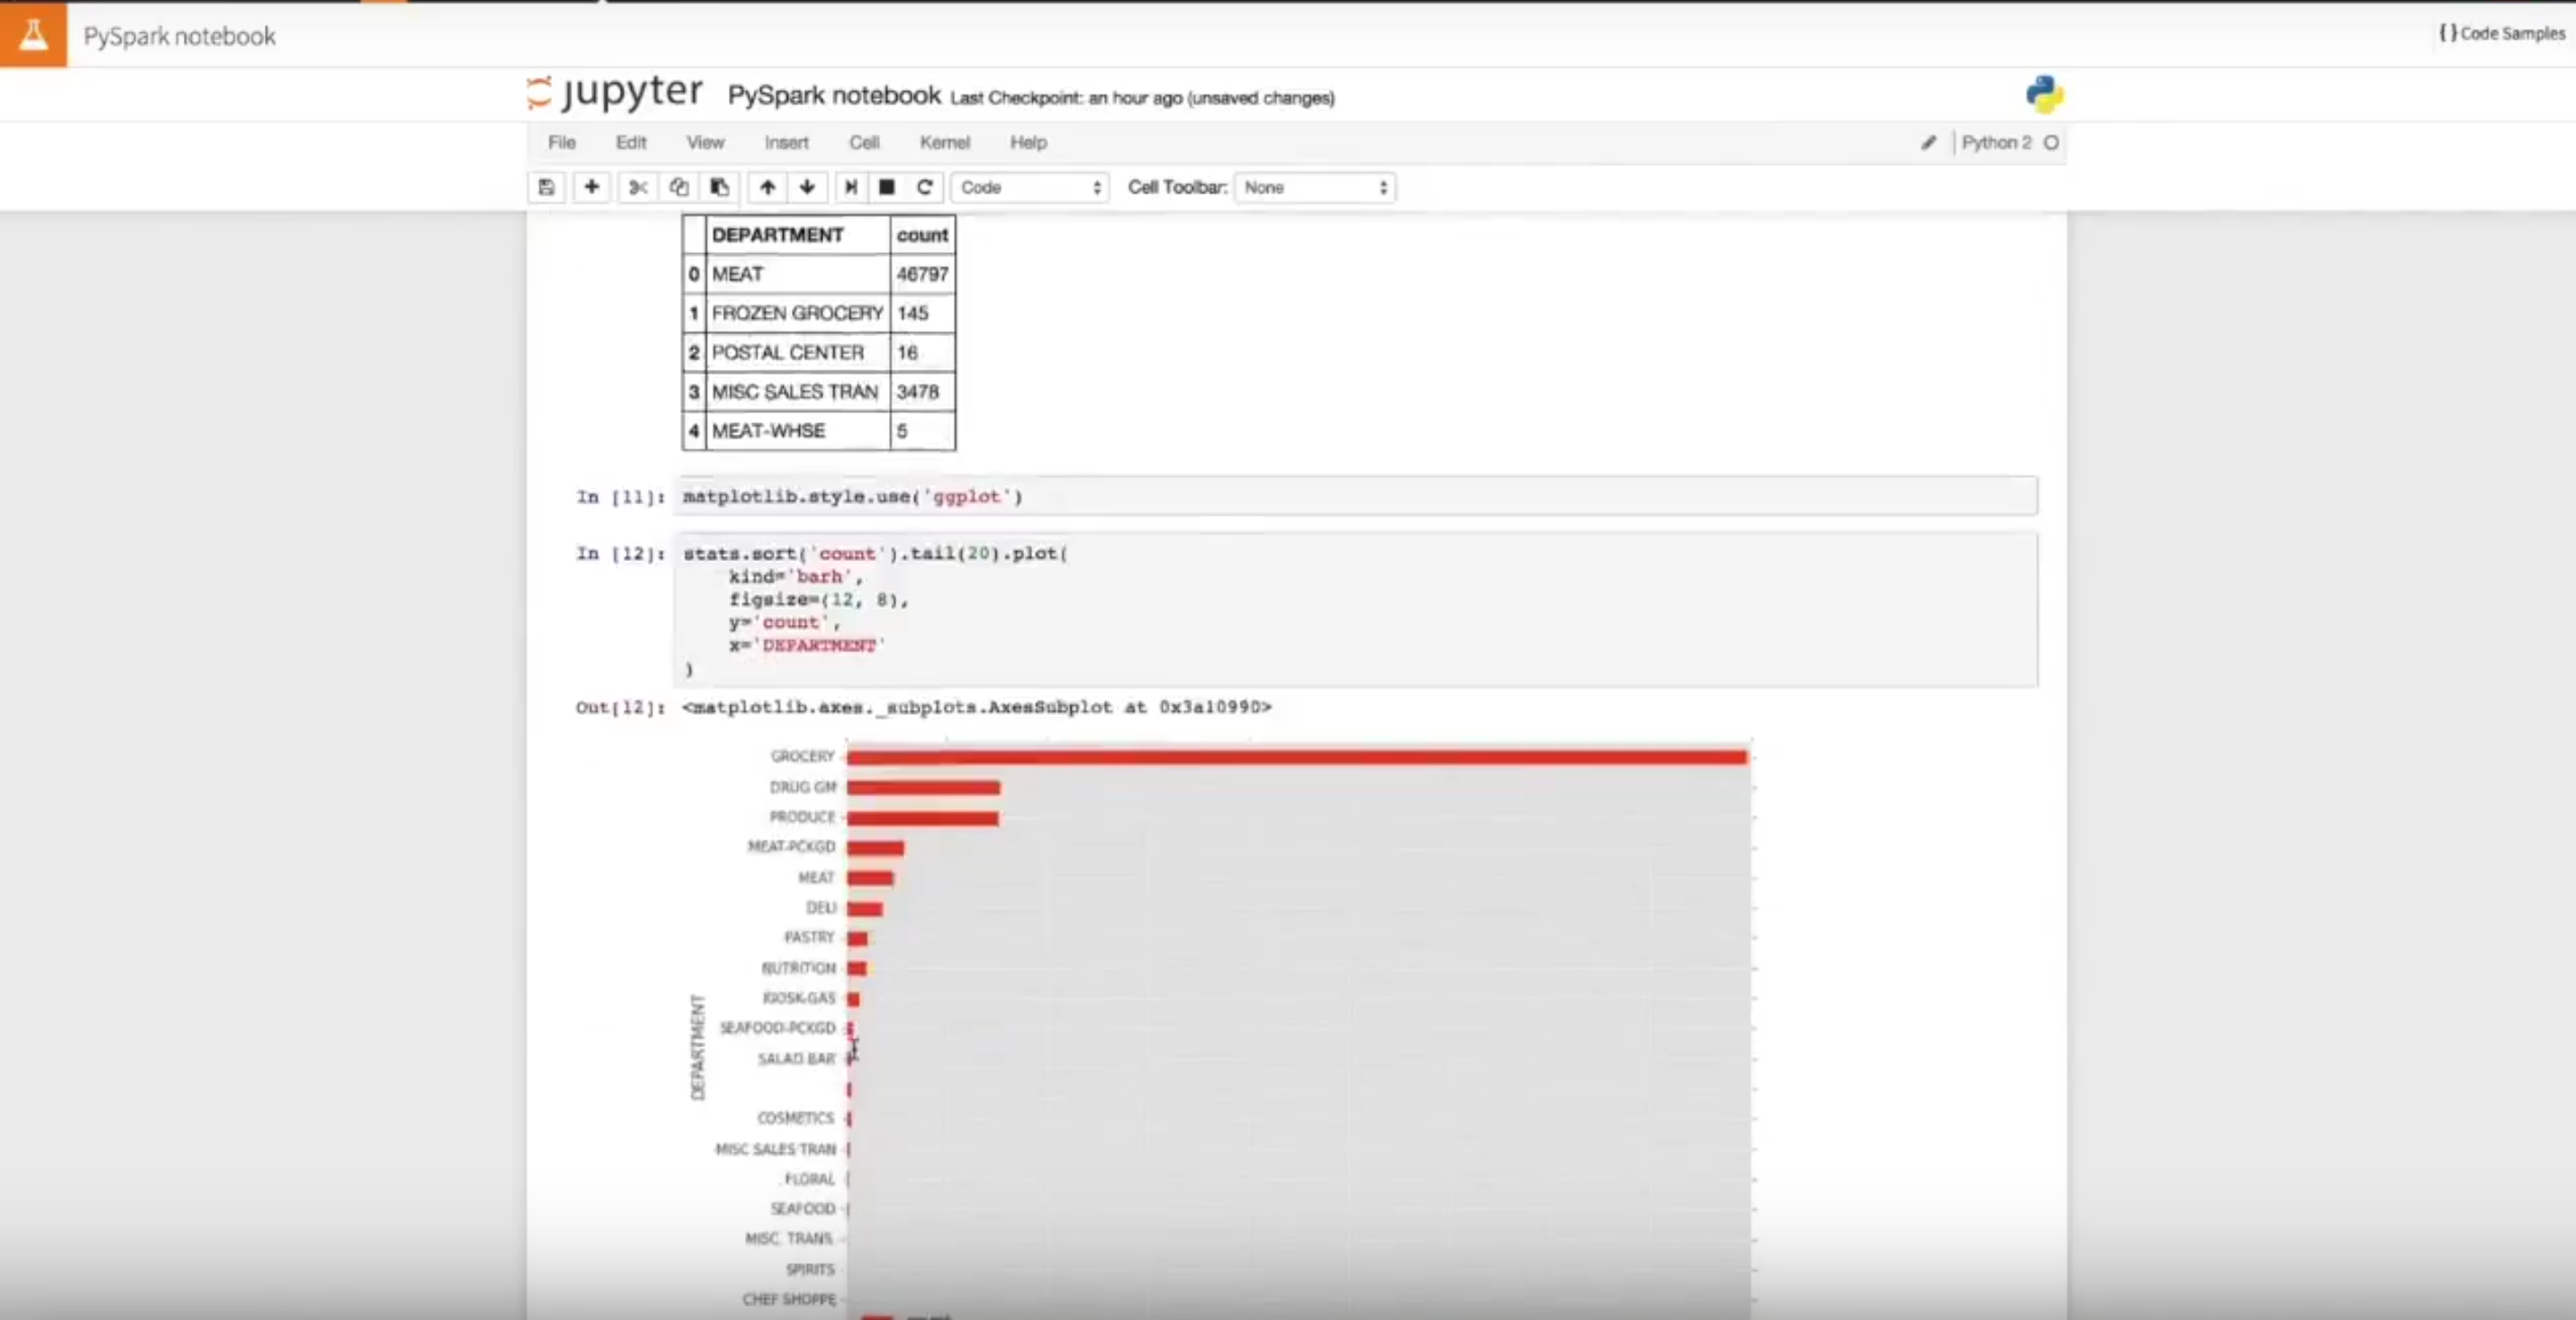 PySpark notebook
{ } Code Samples
jupyter PySpark notebook Last Checkpoint: an hour ago (unsaved changes)
File Edit View Insert Cell Kernel Help Python 2
Code Cell Toolbar: None
DEPARTMENT count
0 MEAT 46797
1 FROZEN GROCERY 145
2 POSTAL CENTER 16
3 MISC SALES TRAN 3478
4 MEAT-WHSE 5
In [11]: matplotlib.style.use('ggplot')
In [12]: stats.sort('count').tail(20).plot(
kind='barh',
figsize=(12, 8),
y='count',
x='DEPARTMENT'
)
Out[12]: <matplotlib.axes._subplots.AxesSubplot at 0x3a10990>
GROCERY
DRUG GM
PRODUCE
MEAT-PCKGD
MEAT
DELI
PASTRY
NUTRITION
KIOSK-GAS
SEAFOOD-PCKGD
SALAD BAR
COSMETICS
MISC SALES TRAN
FLORAL
SEAFOOD
MISC. TRANS.
SPIRITS
CHEF SHOPPE
DEPARTMENT